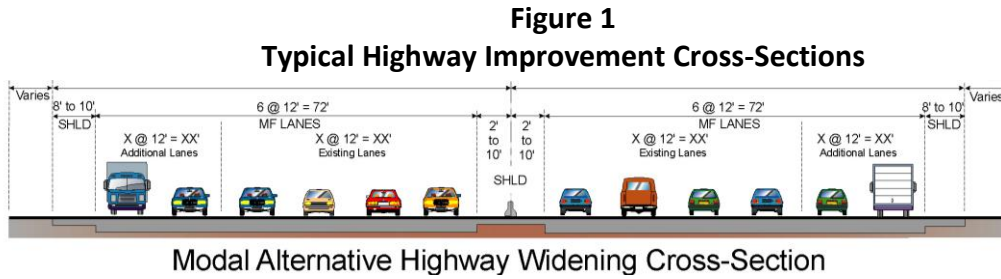 Figure 1
Typical Highway Improvement Cross-Sections
Varies
Varies
8' to 10'
6 @ 12' = 72'
6 @ 12' = 72'
8' to 10'
SHLD
MF LANES
2'
to
10'
2'
to
10'
MF LANES
SHLD
X @ 12' = XX'
Additional Lanes
X @ 12' = XX'
Existing Lanes
SHLD
X @ 12' = XX'
Existing Lanes
X @ 12' = XX'
Additional Lanes
Modal Alternative Highway Widening Cross-Section